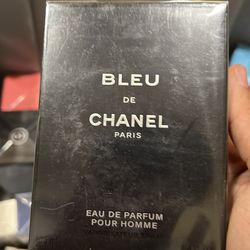 BLEU
DE
CHANEL
PARIS
EAU DE PARFUM
POUR HOMME